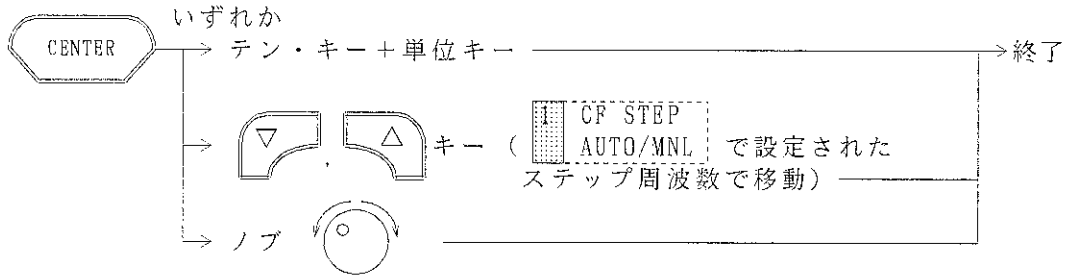 いずれか
CENTER
テン・キー+単位キー
終了
▽ , △ キー( 1 CF STEP
AUTO/MNL で設定された
ステップ周波数で移動)
ノブ